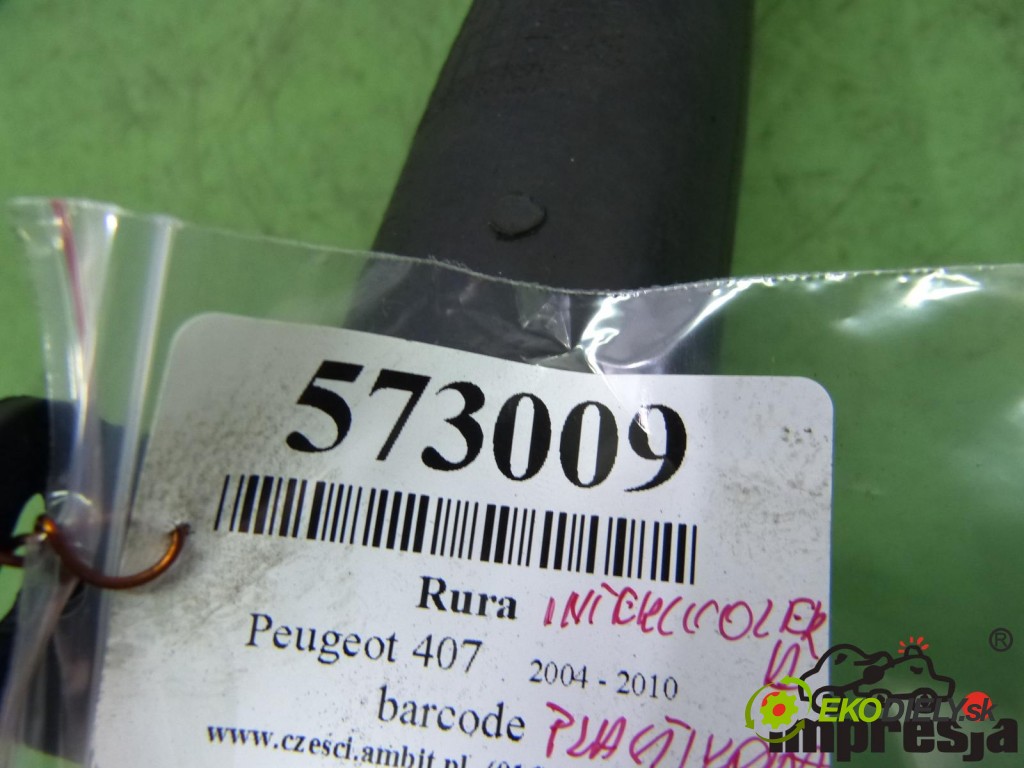 573009
Rura INTERCOOLER
Peugeot 407 2004 - 2010
barcode
www.czesci.ambit.pl
EKODIELY.sk
impresja ®